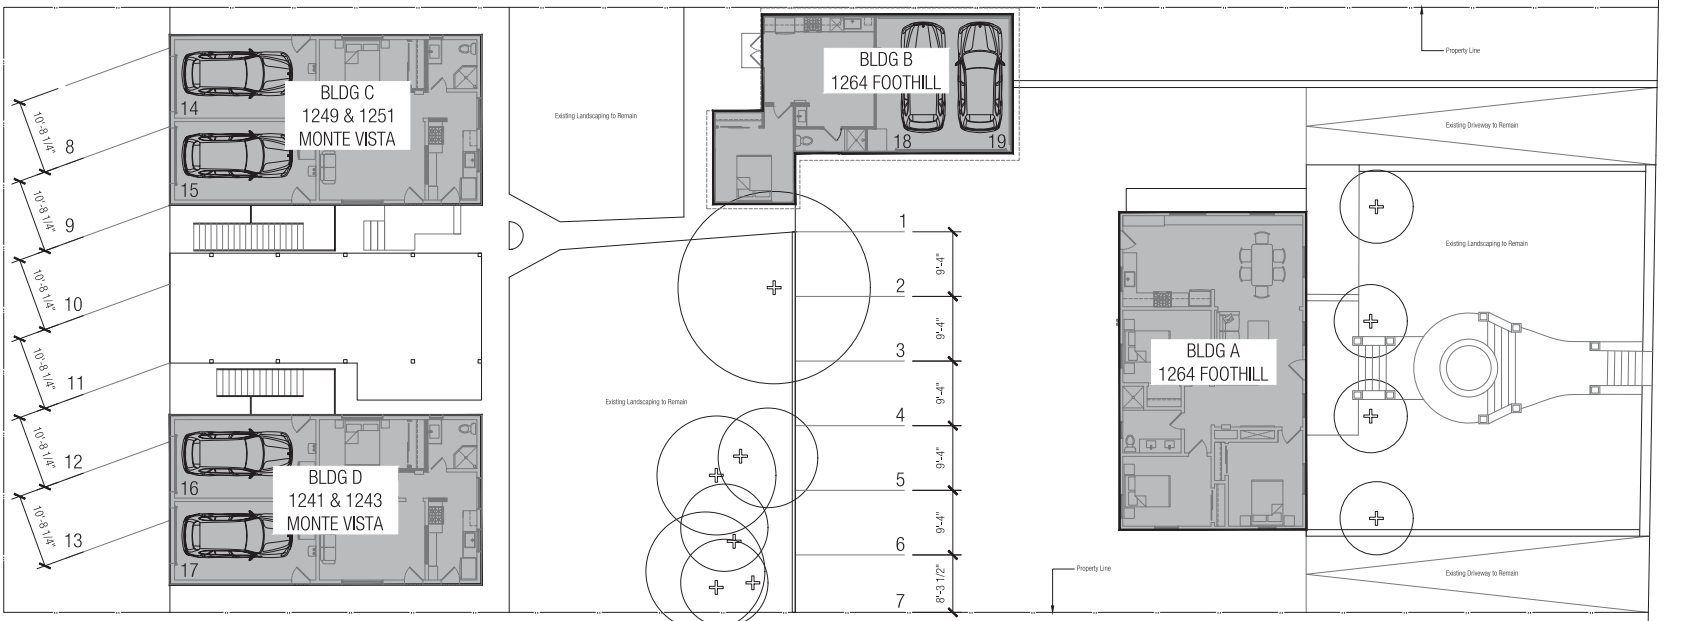 Property Line
BLDG B
1264 FOOTHILL
18
19
14
BLDG C
1249 & 1251
MONTE VISTA
15
Existing Landscaping to Remain
Existing Driveway to Remain
10'-8 1/4"
8
10'-8 1/4"
9
10'-8 1/4"
10
10'-8 1/4"
11
10'-8 1/4"
12
10'-8 1/4"
13
1
9'-4"
2
9'-4"
3
9'-4"
4
9'-4"
5
9'-4"
6
8'-3 1/2"
7
Existing Landscaping to Remain
BLDG A
1264 FOOTHILL
Existing Landscaping to Remain
16
BLDG D
1241 & 1243
MONTE VISTA
17
Property Line
Existing Driveway to Remain